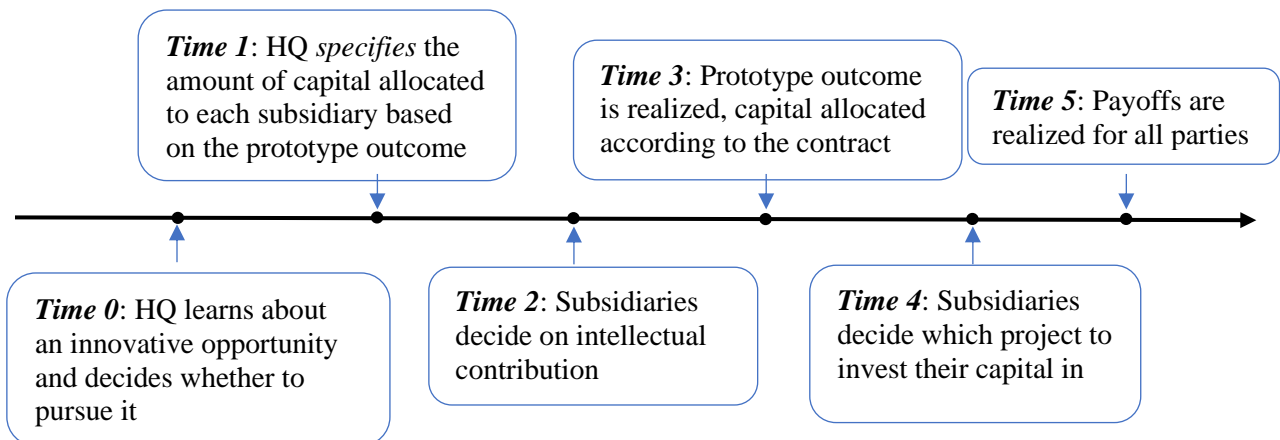 Time 1: HQ specifies the
amount of capital allocated
to each subsidiary based
on the prototype outcome
Time 3: Prototype outcome
is realized, capital allocated
according to the contract
Time 5: Payoffs are
realized for all parties
Time 0: HQ learns about
an innovative opportunity
and decides whether to
pursue it
Time 2: Subsidiaries
decide on intellectual
contribution
Time 4: Subsidiaries
decide which project to
invest their capital in